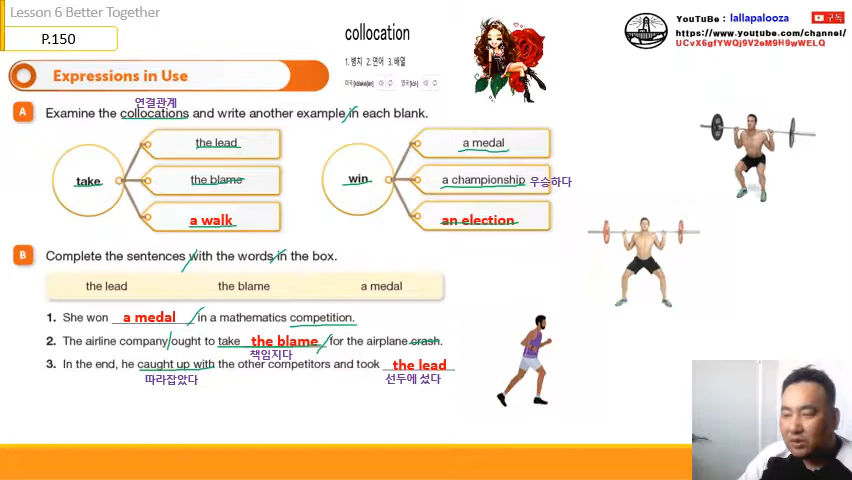 Lesson 6 Better Together
P.150
collocation
1. 병치 2. 연어 3. 배열
미국
영국
YouTuBe : lallapalooza
구독
https://www.youtube.com/channel/
UCvX6gfYWQj9V2eM9H9wWELQ
Expressions in Use
연결관계
A Examine the collocations and write another example in each blank.
take
the lead
the blame
a walk
win
a medal
a championship 우승하다
an election
B Complete the sentences with the words in the box.
the lead the blame a medal
1. She won a medal in a mathematics competition.
2. The airline company ought to take the blame for the airplane crash.
책임지다
3. In the end, he caught up with the other competitors and took the lead
따라잡았다 선두에 섰다